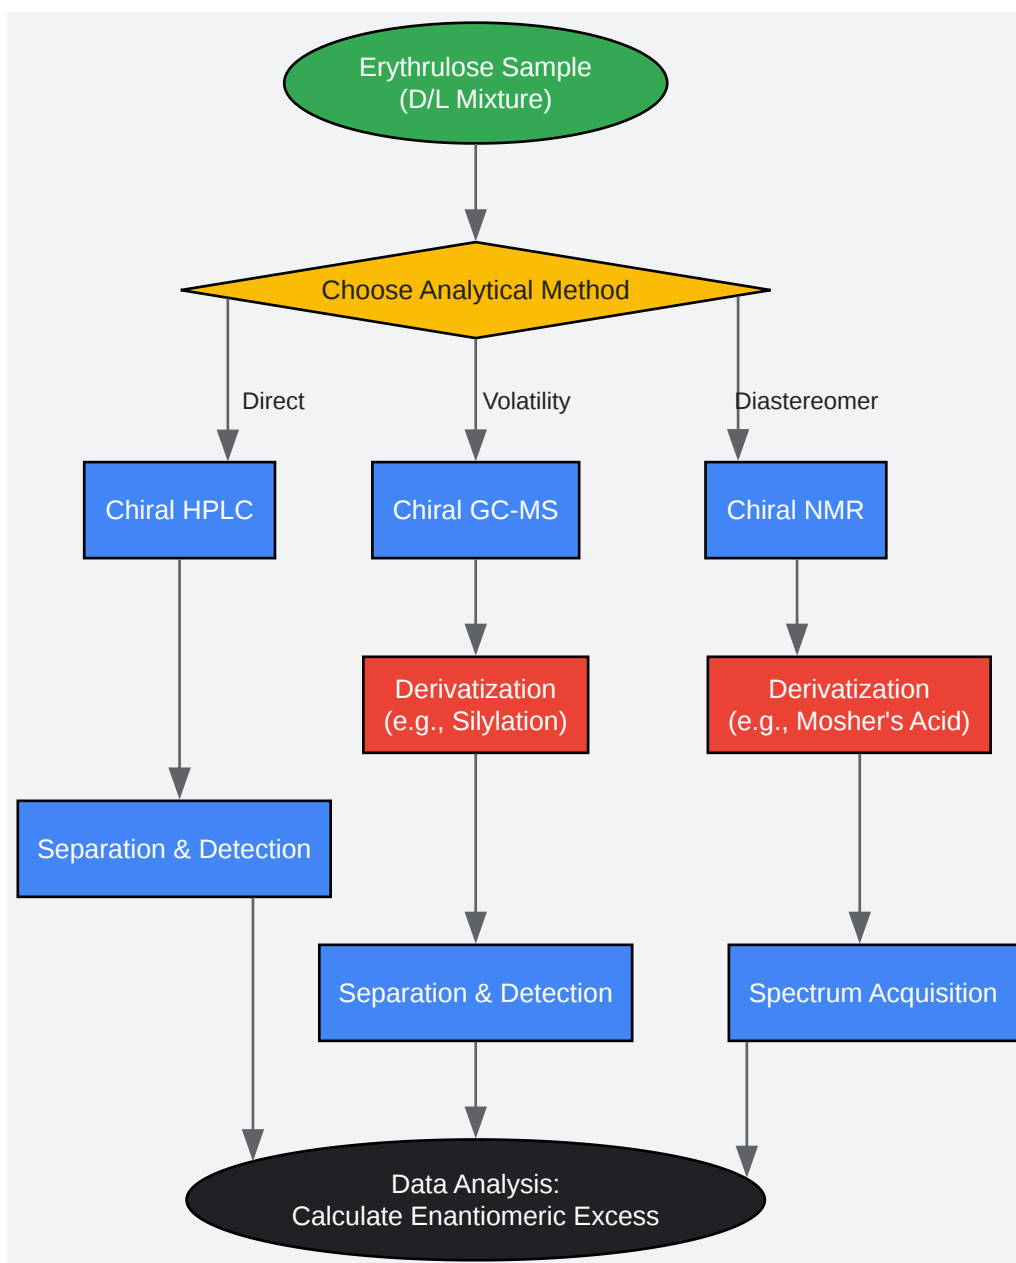 Erythrulose Sample
(D/L Mixture)
Choose Analytical Method
Direct
Volatility
Diastereomer
Chiral HPLC
Chiral GC-MS
Chiral NMR
Derivatization
(e.g., Silylation)
Derivatization
(e.g., Mosher's Acid)
Separation & Detection
Separation & Detection
Spectrum Acquisition
Data Analysis:
Calculate Enantiomeric Excess